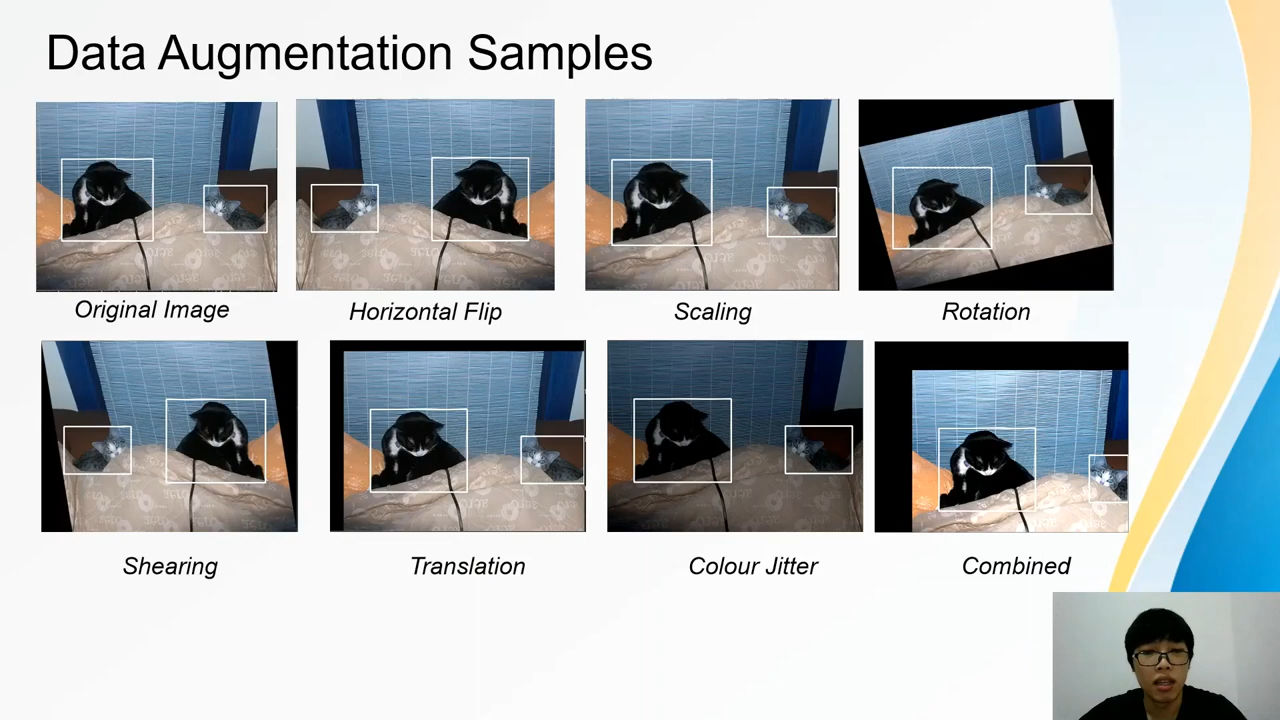 Data Augmentation Samples
Original Image
Horizontal Flip
Scaling
Rotation
Shearing
Translation
Colour Jitter
Combined